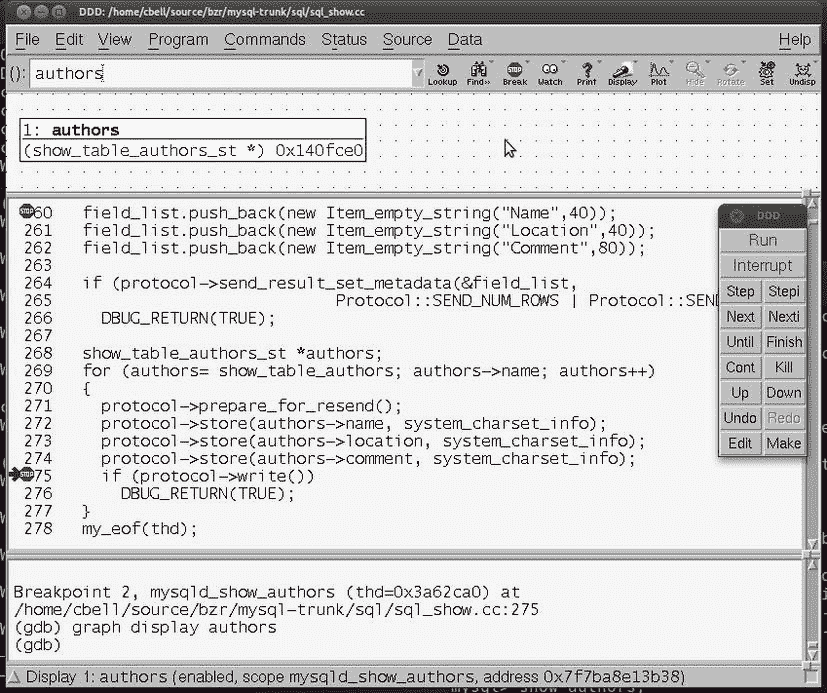 DDD: /home/cbell/source/bzr/mysql-trunk/sql/sql_show.cc
File Edit View Program Commands Status Source Data Help
(): authors
Lookup Find>> Break Watch Print Display Plot Hide Rotate Set Undisp
1: authors
(show_table_authors_st *) 0x140fce0
STOP 60 field_list.push_back(new Item_empty_string("Name",40));
261 field_list.push_back(new Item_empty_string("Location",40));
262 field_list.push_back(new Item_empty_string("Comment",80));
263
264 if (protocol->send_result_set_metadata(&field_list,
265 Protocol::SEND_NUM_ROWS | Protocol::SEN
266 DBUG_RETURN(TRUE);
267
268 show_table_authors_st *authors;
269 for (authors= show_table_authors; authors->name; authors++)
270 {
271 protocol->prepare_for_resend();
272 protocol->store(authors->name, system_charset_info);
273 protocol->store(authors->location, system_charset_info);
274 protocol->store(authors->comment, system_charset_info);
STOP 75 if (protocol->write())
276 DBUG_RETURN(TRUE);
277 }
278 my_eof(thd);
DDD
Run
Interrupt
Step Stepi
Next Nexti
Until Finish
Cont Kill
Up Down
Undo Redo
Edit Make
Breakpoint 2, mysqld_show_authors (thd=0x3a62ca0) at
/home/cbell/source/bzr/mysql-trunk/sql/sql_show.cc:275
(gdb) graph display authors
(gdb)
Display 1: authors (enabled, scope mysqld_show_authors, address 0x7f7ba8e13b38)